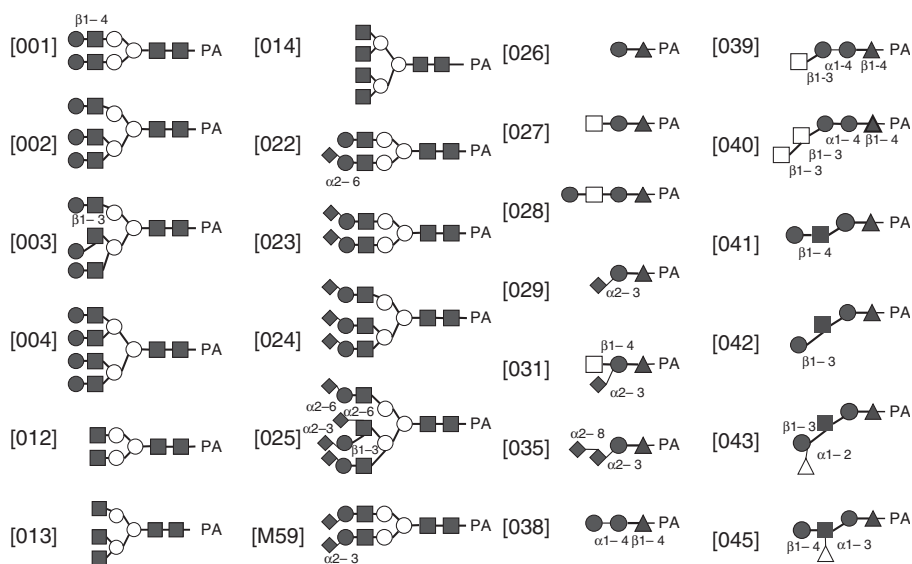 [001] β1–4 PA
[002] PA
[003] β1–3 PA
[004] PA
[012] PA
[013] PA
[014] PA
[022] α2–6 PA
[023] PA
[024] PA
[025] α2–6 α2–6 α2–3 β1–3 PA
[M59] α2–3 PA
[026] PA
[027] PA
[028] PA
[029] α2–3 PA
[031] β1–4 α2–3 PA
[035] α2–8 α2–3 PA
[038] α1–4 β1–4 PA
[039] β1-3 α1-4 β1-4 PA
[040] β1–3 β1–3 α1–4 β1–4 PA
[041] β1–4 PA
[042] β1–3 PA
[043] β1–3 α1–2 PA
[045] β1–4 α1–3 PA